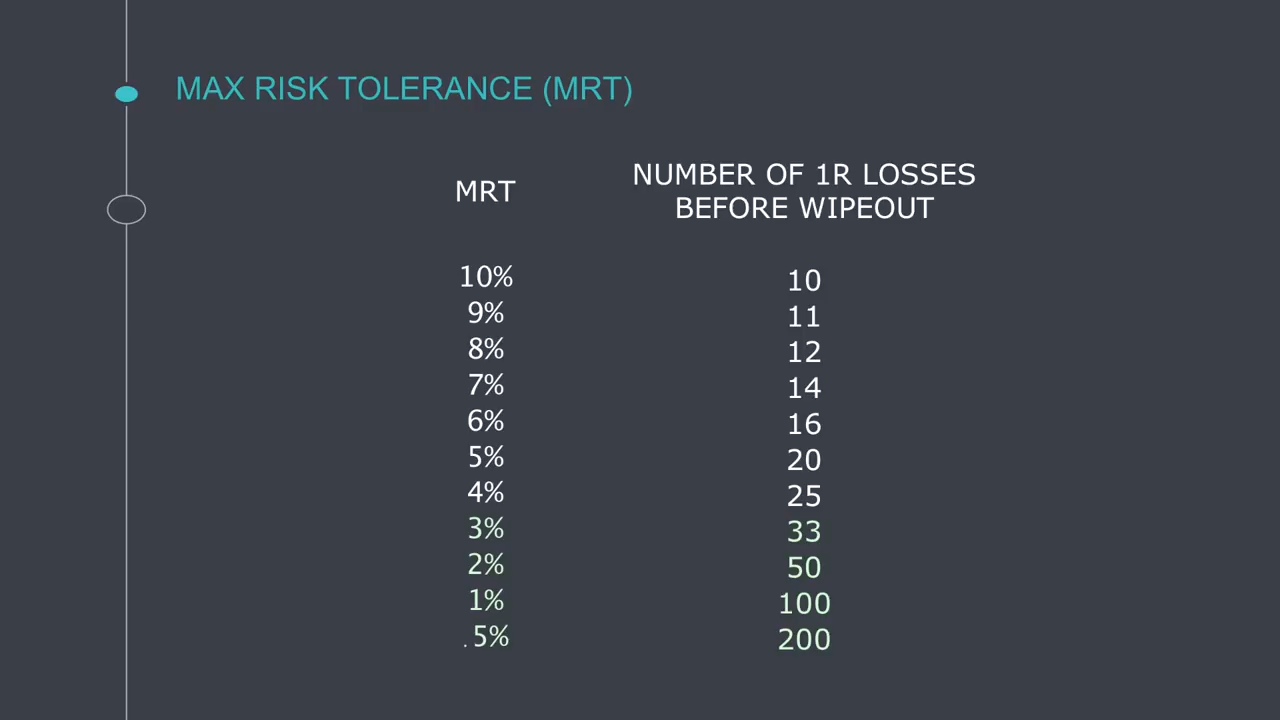 MAX RISK TOLERANCE (MRT)
MRT
NUMBER OF 1R LOSSES
BEFORE WIPEOUT
10% 10
9% 11
8% 12
7% 14
6% 16
5% 20
4% 25
3% 33
2% 50
1% 100
.5% 200